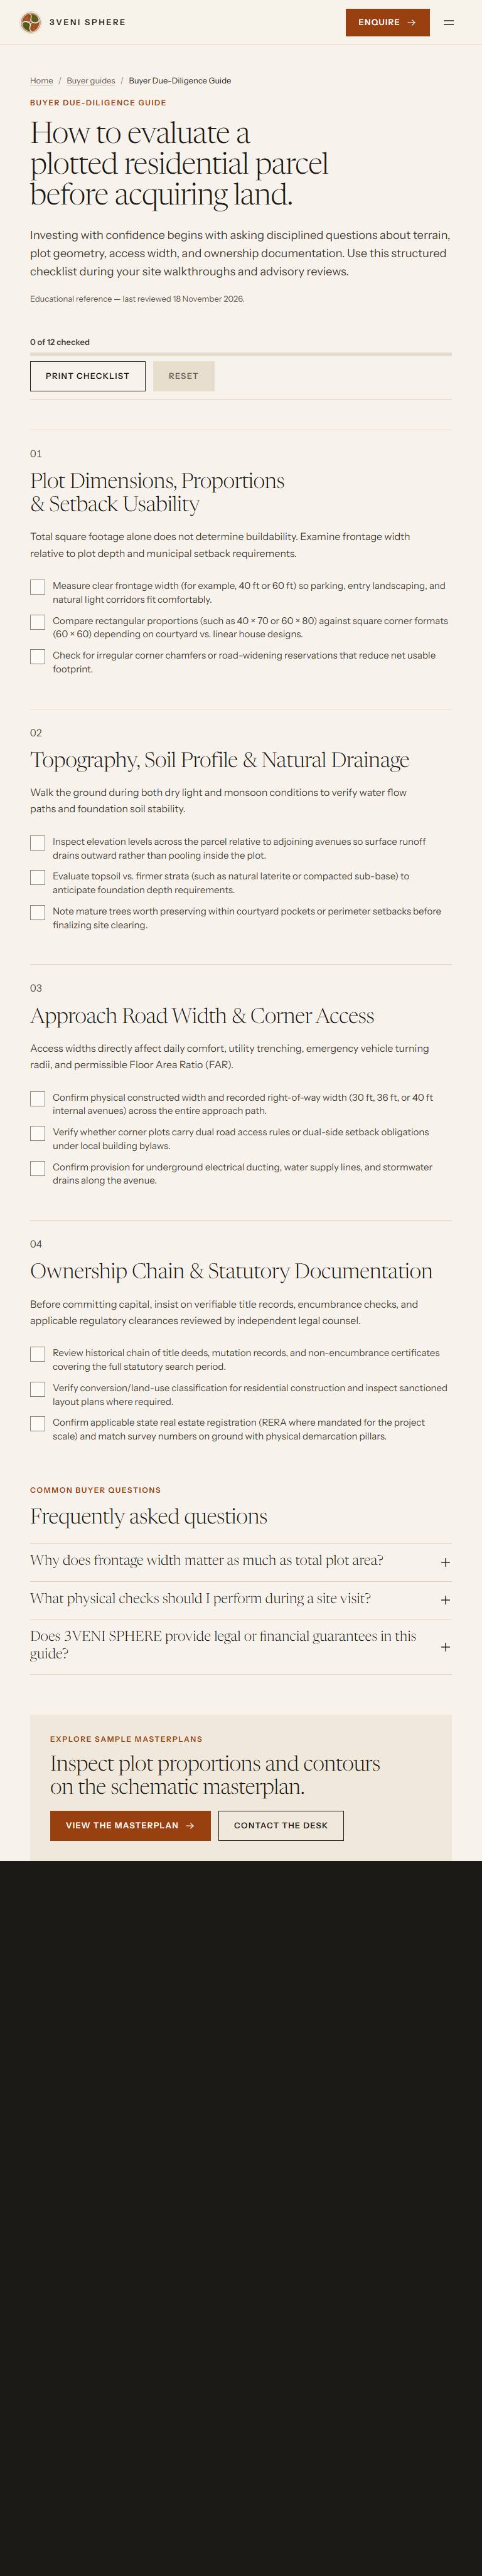 3VENI SPHERE
ENQUIRE →
Home / Buyer guides / Buyer Due-Diligence Guide
BUYER DUE-DILIGENCE GUIDE
How to evaluate a
plotted residential parcel
before acquiring land.
Investing with confidence begins with asking disciplined questions about terrain,
plot geometry, access width, and ownership documentation. Use this structured
checklist during your site walkthroughs and advisory reviews.
Educational reference — last reviewed 18 November 2026.
0 of 12 checked
PRINT CHECKLIST
RESET
01
Plot Dimensions, Proportions
& Setback Usability
Total square footage alone does not determine buildability. Examine frontage width
relative to plot depth and municipal setback requirements.
Measure clear frontage width (for example, 40 ft or 60 ft) so parking, entry landscaping, and
natural light corridors fit comfortably.
Compare rectangular proportions (such as 40 × 70 or 60 × 80) against square corner formats
(60 × 60) depending on courtyard vs. linear house designs.
Check for irregular corner chamfers or road-widening reservations that reduce net usable
footprint.
02
Topography, Soil Profile & Natural Drainage
Walk the ground during both dry light and monsoon conditions to verify water flow
paths and foundation soil stability.
Inspect elevation levels across the parcel relative to adjoining avenues so surface runoff
drains outward rather than pooling inside the plot.
Evaluate topsoil vs. firmer strata (such as natural laterite or compacted sub-base) to
anticipate foundation depth requirements.
Note mature trees worth preserving within courtyard pockets or perimeter setbacks before
finalizing site clearing.
03
Approach Road Width & Corner Access
Access widths directly affect daily comfort, utility trenching, emergency vehicle turning
radii, and permissible Floor Area Ratio (FAR).
Confirm physical constructed width and recorded right-of-way width (30 ft, 36 ft, or 40 ft
internal avenues) across the entire approach path.
Verify whether corner plots carry dual road access rules or dual-side setback obligations
under local building bylaws.
Confirm provision for underground electrical ducting, water supply lines, and stormwater
drains along the avenue.
04
Ownership Chain & Statutory Documentation
Before committing capital, insist on verifiable title records, encumbrance checks, and
applicable regulatory clearances reviewed by independent legal counsel.
Review historical chain of title deeds, mutation records, and non-encumbrance certificates
covering the full statutory search period.
Verify conversion/land-use classification for residential construction and inspect sanctioned
layout plans where required.
Confirm applicable state real estate registration (RERA where mandated for the project
scale) and match survey numbers on ground with physical demarcation pillars.
COMMON BUYER QUESTIONS
Frequently asked questions
Why does frontage width matter as much as total plot area?
What physical checks should I perform during a site visit?
Does 3VENI SPHERE provide legal or financial guarantees in this
guide?
EXPLORE SAMPLE MASTERPLANS
Inspect plot proportions and contours
on the schematic masterplan.
VIEW THE MASTERPLAN →
CONTACT THE DESK